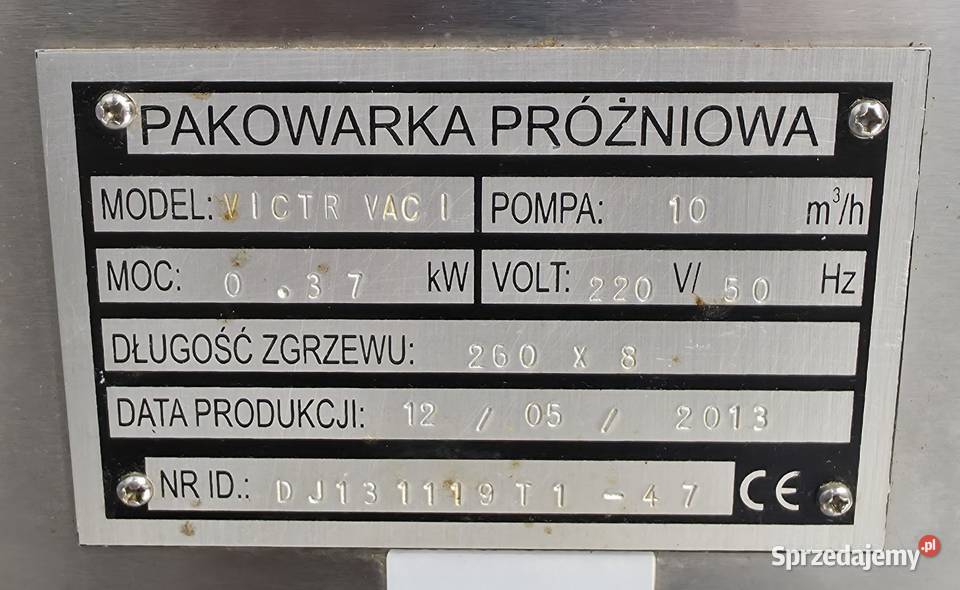 PAKOWARKA PRÓŻNIOWA
MODEL: VICTR VAC I POMPA: 10 m³/h
MOC: 0.37 kW VOLT: 220 V/ 50 Hz
DŁUGOŚĆ ZGRZEWU: 260 X 8
DATA PRODUKCJI: 12 / 05 / 2013
NR ID.: DJ131119T1-47 CE
Sprzedajemy.pl